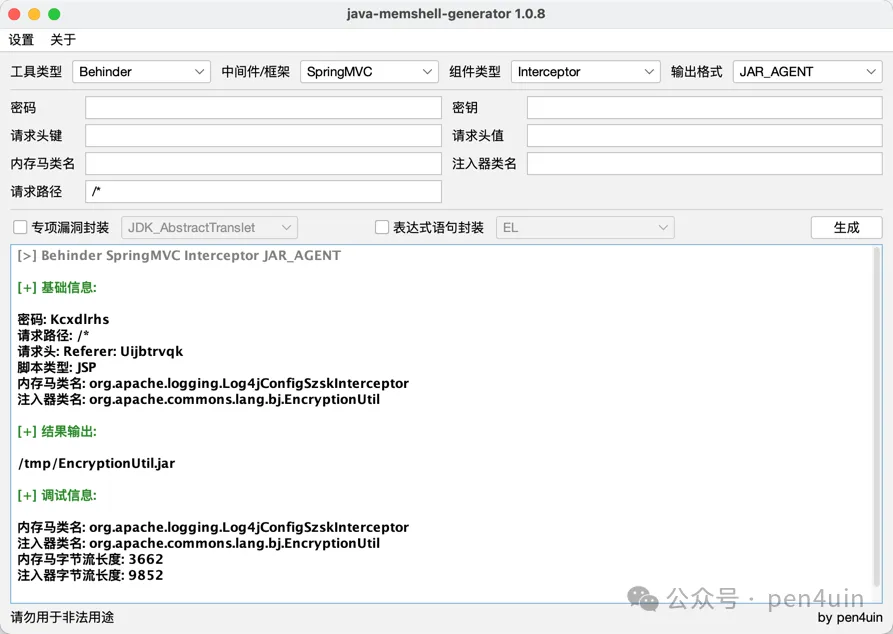 java-memshell-generator 1.0.8
设置 关于
工具类型 Behinder 中间件/框架 SpringMVC 组件类型 Interceptor 输出格式 JAR_AGENT
密码 密钥
请求头键 请求头值
内存马类名 注入器类名
请求路径 /*
专项漏洞封装 JDK_AbstractTranslet 表达式语句封装 EL 生成
[>] Behinder SpringMVC Interceptor JAR_AGENT
[+] 基础信息:
密码: Kcxdlrhs
请求路径: /*
请求头: Referer: Uijbtrvqk
脚本类型: JSP
内存马类名: org.apache.logging.Log4jConfigSzskInterceptor
注入器类名: org.apache.commons.lang.bj.EncryptionUtil
[+] 结果输出:
/tmp/EncryptionUtil.jar
[+] 调试信息:
内存马类名: org.apache.logging.Log4jConfigSzskInterceptor
注入器类名: org.apache.commons.lang.bj.EncryptionUtil
内存马字节流长度: 3662
注入器字节流长度: 9852
公众号 · pen4uin
请勿用于非法用途 by pen4uin